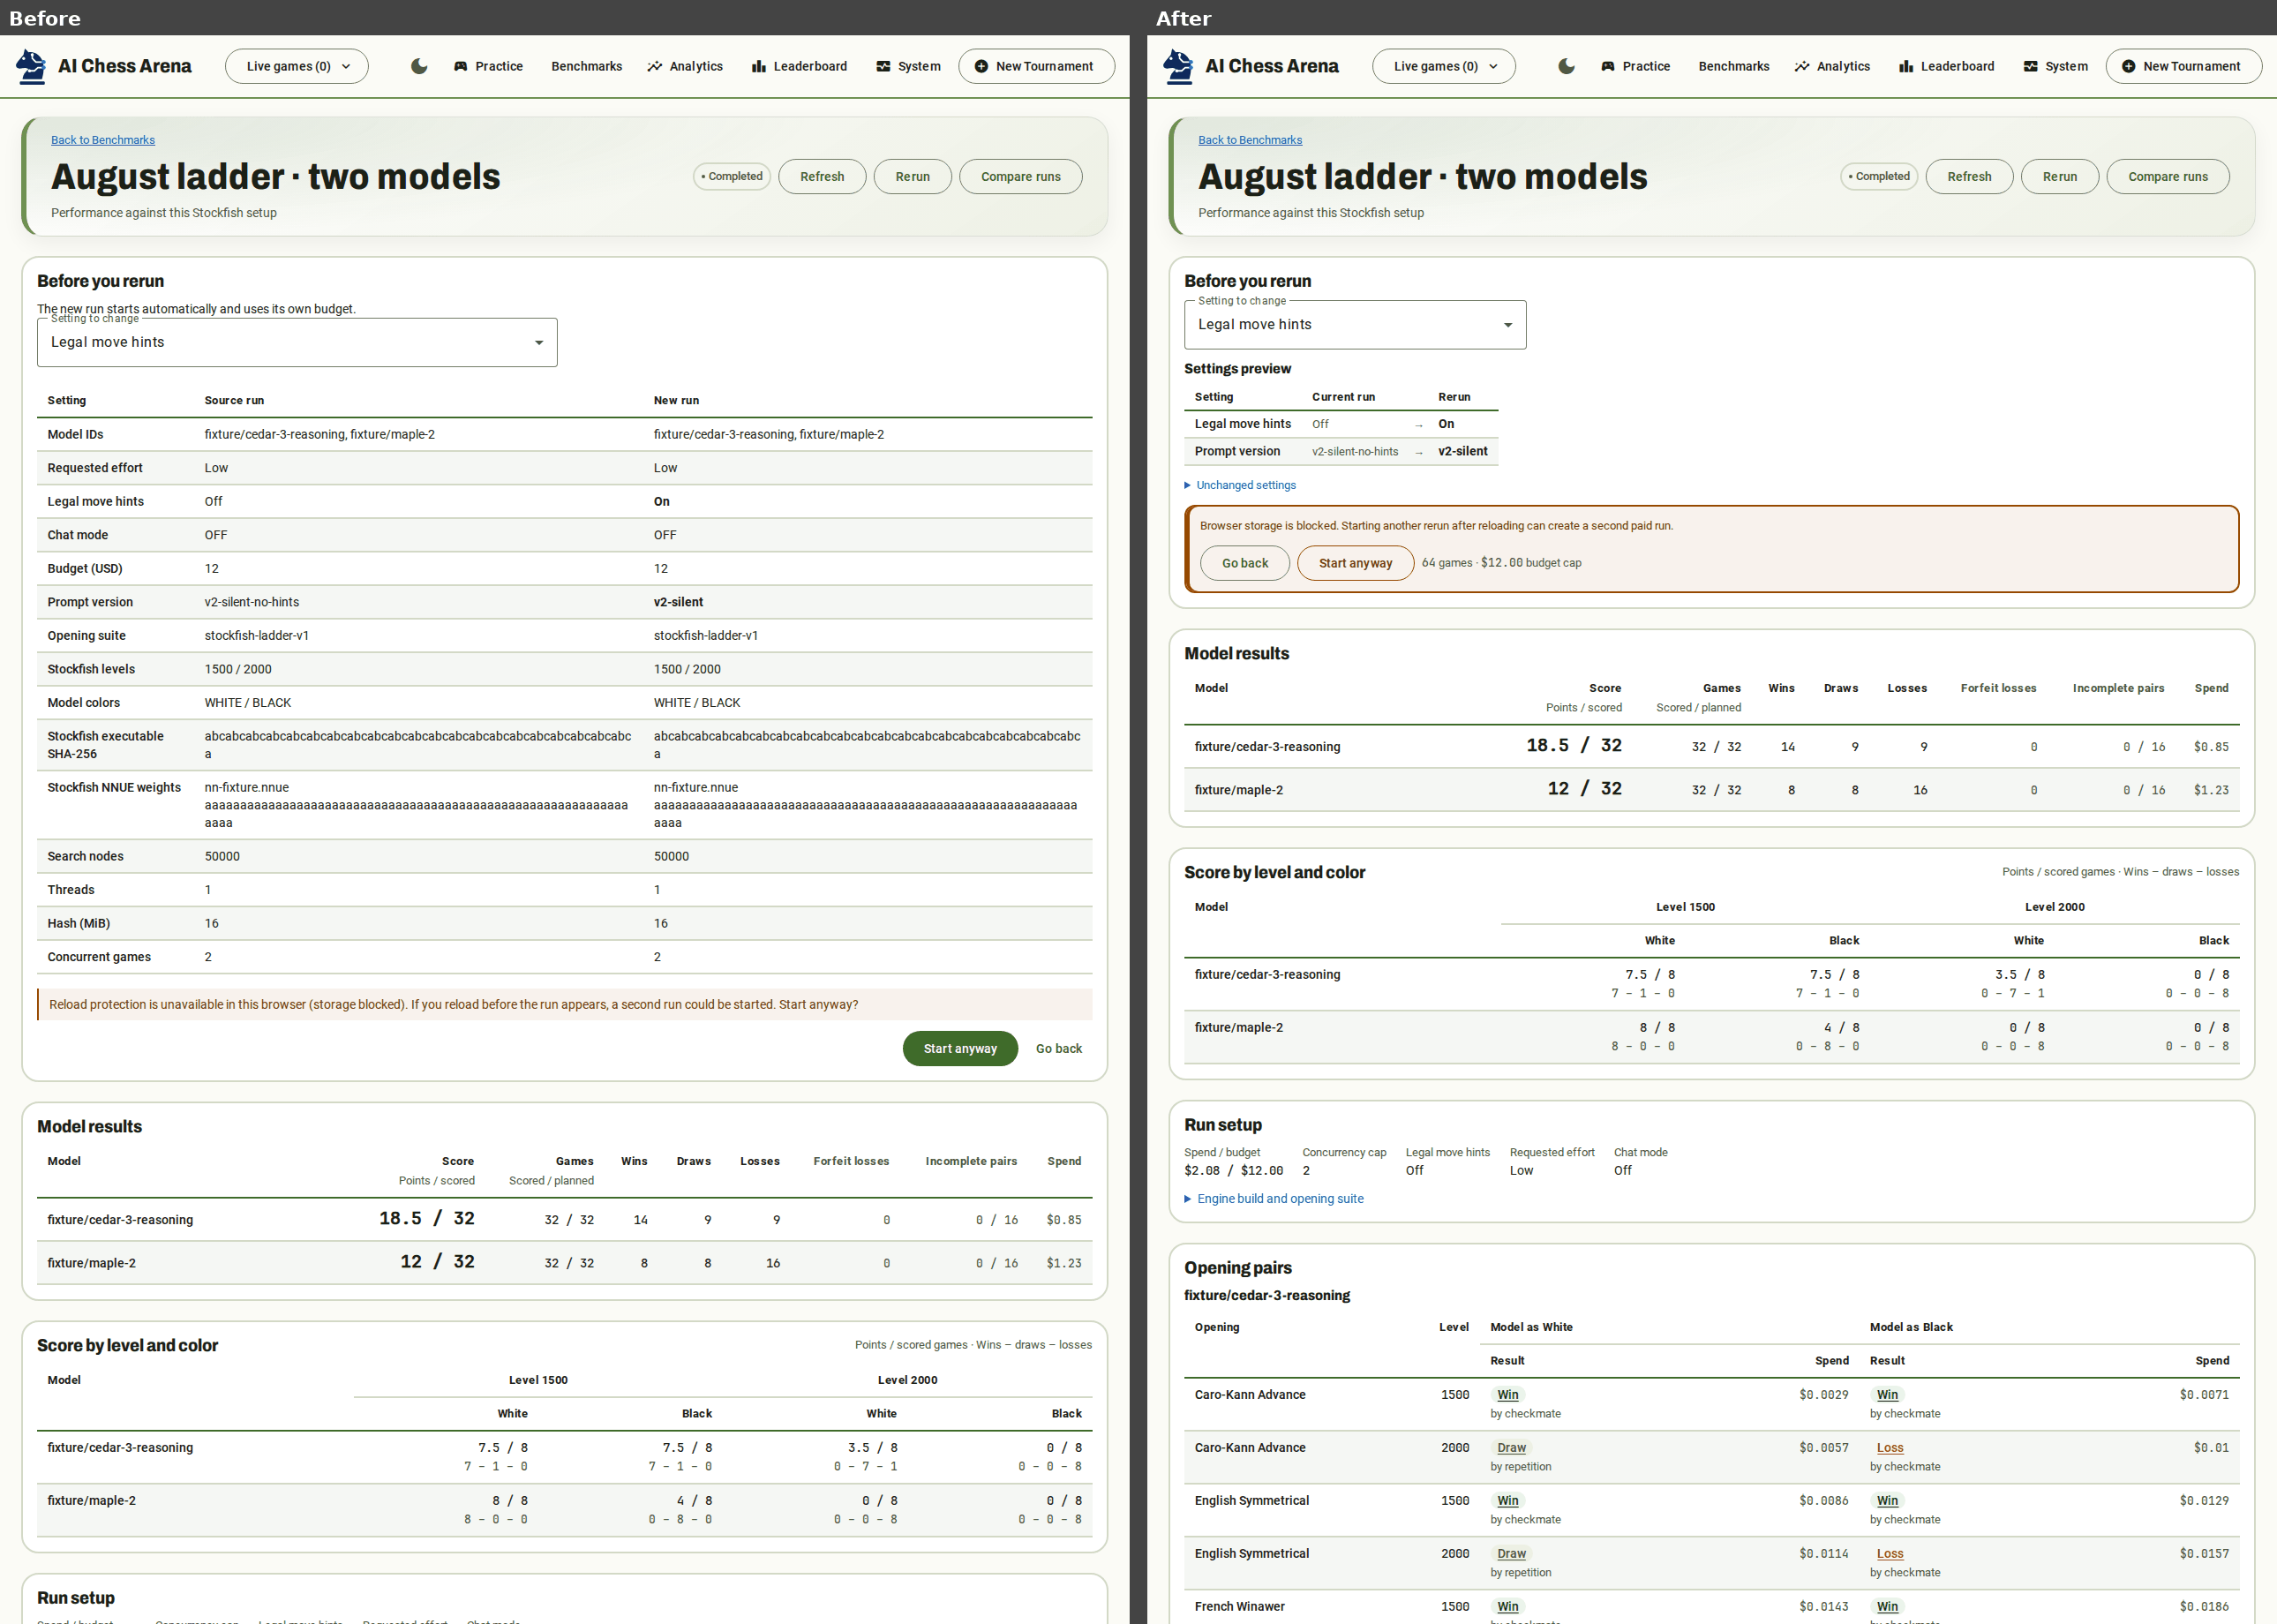 Before
AI Chess Arena Live games (0) Practice Benchmarks Analytics Leaderboard System New Tournament
Back to Benchmarks
August ladder · two models
• Completed Refresh Rerun Compare runs
Performance against this Stockfish setup
Before you rerun
The new run starts automatically and uses its own budget.
Setting to change
Legal move hints
Setting Source run New run
Model IDs fixture/cedar-3-reasoning, fixture/maple-2 fixture/cedar-3-reasoning, fixture/maple-2
Requested effort Low Low
Legal move hints Off On
Chat mode OFF OFF
Budget (USD) 12 12
Prompt version v2-silent-no-hints v2-silent
Opening suite stockfish-ladder-v1 stockfish-ladder-v1
Stockfish levels 1500 / 2000 1500 / 2000
Model colors WHITE / BLACK WHITE / BLACK
Stockfish executable SHA-256
Stockfish NNUE weights nn-fixture.nnue nn-fixture.nnue
Search nodes 50000 50000
Threads 1 1
Hash (MiB) 16 16
Concurrent games 2 2
Reload protection is unavailable in this browser (storage blocked). If you reload before the run appears, a second run could be started. Start anyway?
Start anyway Go back
Model results
Model Score Games Wins Draws Losses Forfeit losses Incomplete pairs Spend
Points / scored Scored / planned
fixture/cedar-3-reasoning 18.5 / 32 32 / 32 14 9 9 0 0 / 16 $0.85
fixture/maple-2 12 / 32 32 / 32 8 8 16 0 0 / 16 $1.23
Score by level and color Points / scored games · Wins – draws – losses
Model Level 1500 Level 2000
White Black White Black
fixture/cedar-3-reasoning 7.5 / 8 7.5 / 8 3.5 / 8 0 / 8
7 – 1 – 0 7 – 1 – 0 0 – 7 – 1 0 – 0 – 8
fixture/maple-2 8 / 8 4 / 8 0 / 8 0 / 8
8 – 0 – 0 0 – 8 – 0 0 – 0 – 8 0 – 0 – 8
Run setup
After
AI Chess Arena Live games (0) Practice Benchmarks Analytics Leaderboard System New Tournament
Back to Benchmarks
August ladder · two models
• Completed Refresh Rerun Compare runs
Performance against this Stockfish setup
Before you rerun
Setting to change
Legal move hints
Settings preview
Setting Current run Rerun
Legal move hints Off → On
Prompt version v2-silent-no-hints → v2-silent
Unchanged settings
Browser storage is blocked. Starting another rerun after reloading can create a second paid run.
Go back Start anyway 64 games · $12.00 budget cap
Model results
Model Score Games Wins Draws Losses Forfeit losses Incomplete pairs Spend
Points / scored Scored / planned
fixture/cedar-3-reasoning 18.5 / 32 32 / 32 14 9 9 0 0 / 16 $0.85
fixture/maple-2 12 / 32 32 / 32 8 8 16 0 0 / 16 $1.23
Score by level and color Points / scored games · Wins – draws – losses
Model Level 1500 Level 2000
White Black White Black
fixture/cedar-3-reasoning 7.5 / 8 7.5 / 8 3.5 / 8 0 / 8
7 – 1 – 0 7 – 1 – 0 0 – 7 – 1 0 – 0 – 8
fixture/maple-2 8 / 8 4 / 8 0 / 8 0 / 8
8 – 0 – 0 0 – 8 – 0 0 – 0 – 8 0 – 0 – 8
Run setup
Spend / budget Concurrency cap Legal move hints Requested effort Chat mode
$2.08 / $12.00 2 Off Low Off
Engine build and opening suite
Opening pairs
fixture/cedar-3-reasoning
Opening Level Model as White Model as Black
Result Spend Result Spend
Caro-Kann Advance 1500 Win $0.0029 Win $0.0071
by checkmate by checkmate
Caro-Kann Advance 2000 Draw $0.0057 Loss $0.01
by repetition by checkmate
English Symmetrical 1500 Win $0.0086 Win $0.0129
by checkmate by checkmate
English Symmetrical 2000 Draw $0.0114 Loss $0.0157
by repetition by checkmate
French Winawer 1500 Win $0.0143 Win $0.0186